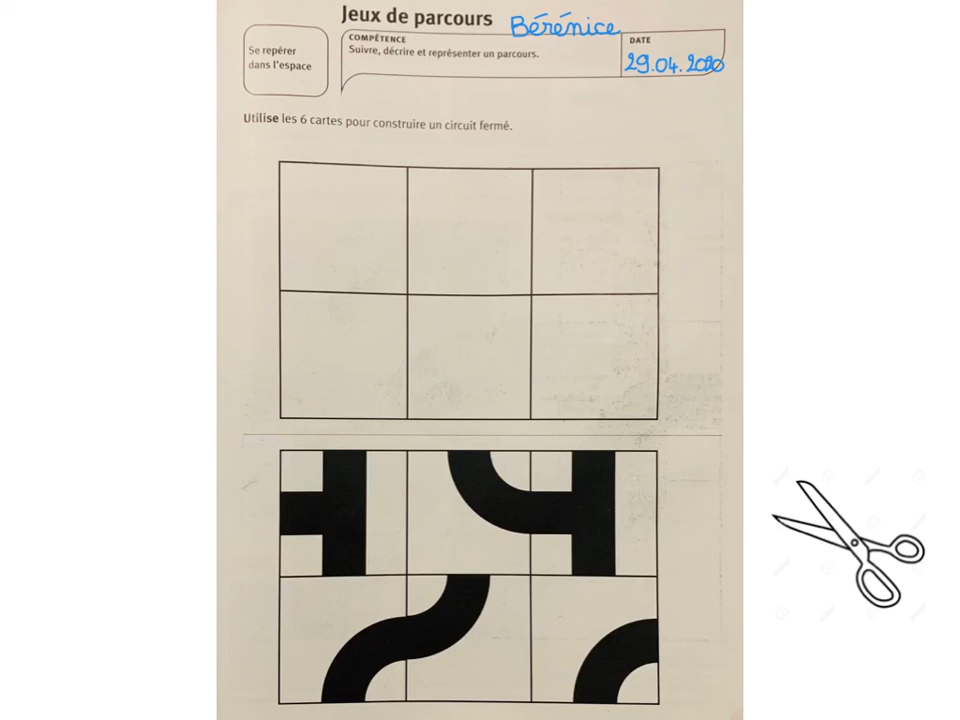 Jeux de parcours Bérénice
Se repérer
dans l'espace
COMPÉTENCE
Suivre, décrire et représenter un parcours.
DATE
29.04.2020
Utilise les 6 cartes pour construire un circuit fermé.